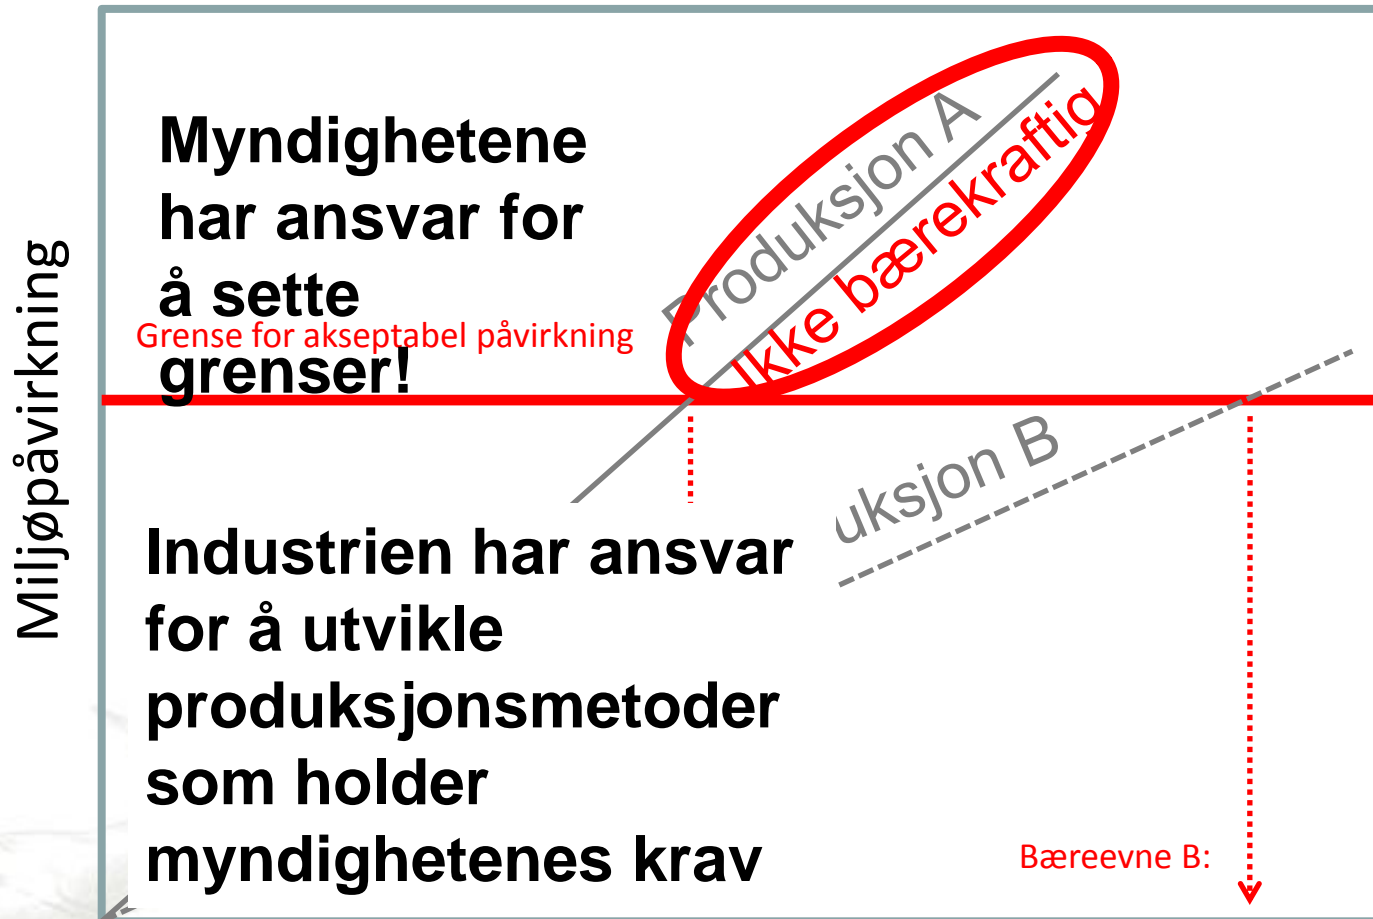 Miljøpåvirkning
Myndighetene
har ansvar for
å sette
grenser!
Grense for akseptabel påvirkning
Produksjon A
Ikke bærekraftig
uksjon B
Industrien har ansvar
for å utvikle
produksjonsmetoder
som holder
myndighetenes krav
Bæreevne B: